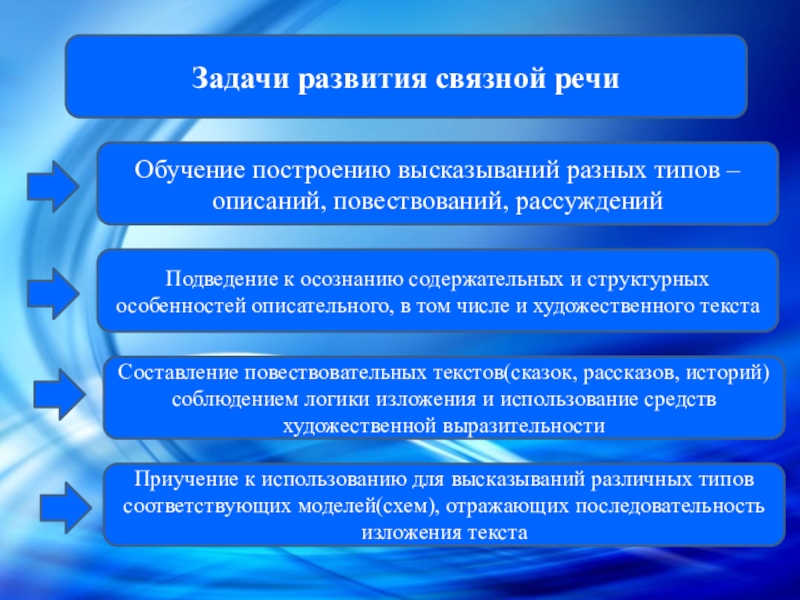 Задачи развития связной речи
Обучение построению высказываний разных типов –
описаний, повествований, рассуждений
Подведение к осознанию содержательных и структурных
особенностей описательного, в том числе и художественного текста
Составление повествовательных текстов(сказок, рассказов, историй)
соблюдением логики изложения и использование средств
художественной выразительности
Приучение к использованию для высказываний различных типов
соответствующих моделей(схем), отражающих последовательность
изложения текста